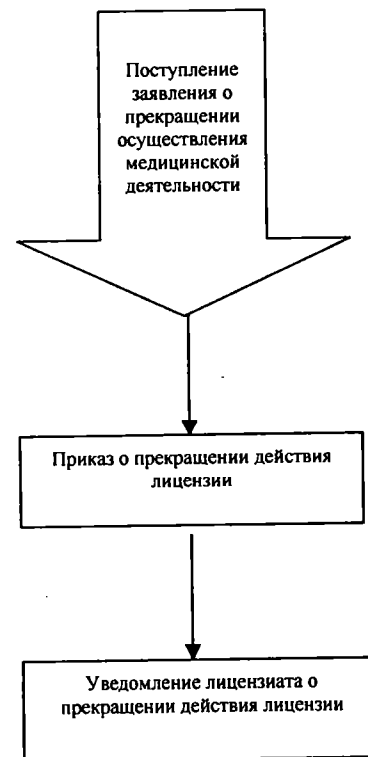 Поступление
заявления о
прекращении
осуществления
медицинской
деятельности
Приказ о прекращении действия
лицензии
Уведомление лицензиата о
прекращении действия лицензии